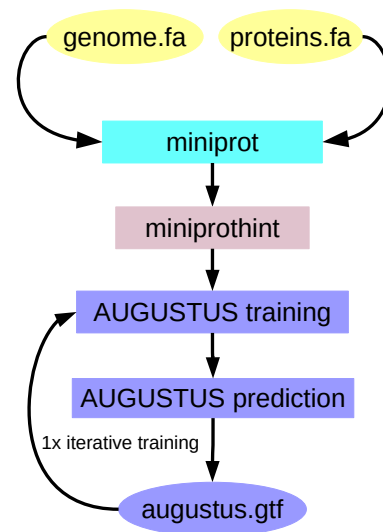 genome.fa
proteins.fa
miniprot
miniprothint
AUGUSTUS training
AUGUSTUS prediction
1x iterative training
augustus.gtf